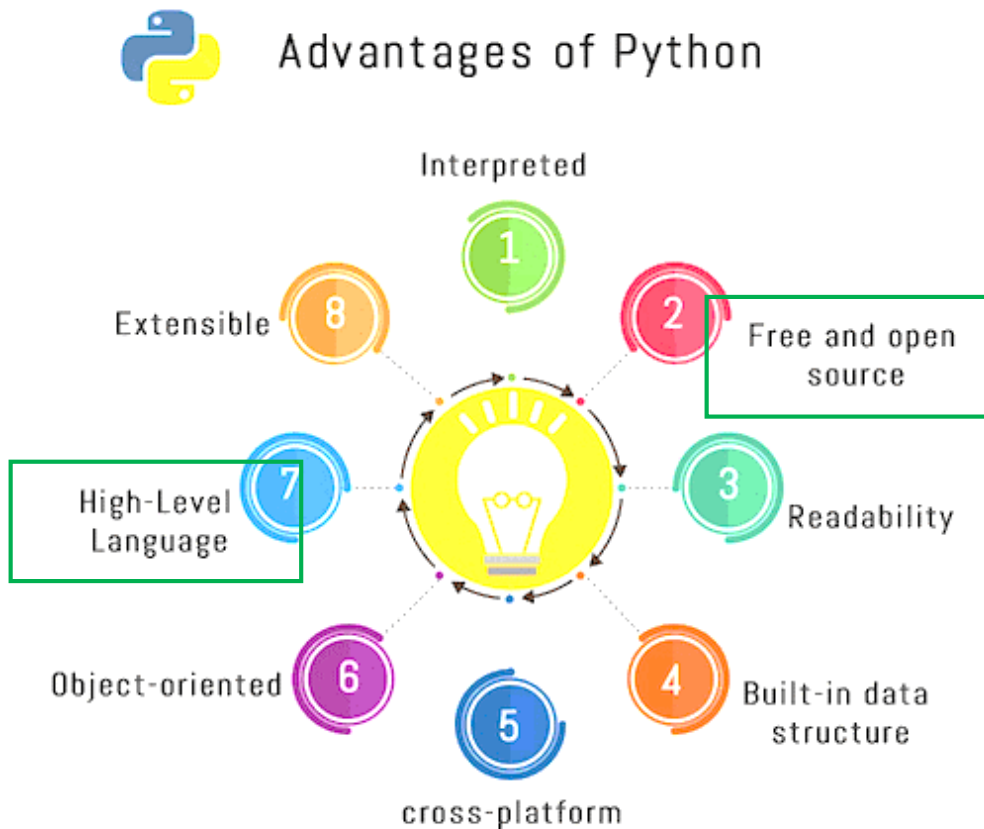 Advantages of Python
Interpreted
1
2
Free and open
source
3
Readability
4
Built-in data
structure
5
cross-platform
6
Object-oriented
7
High-Level
Language
8
Extensible